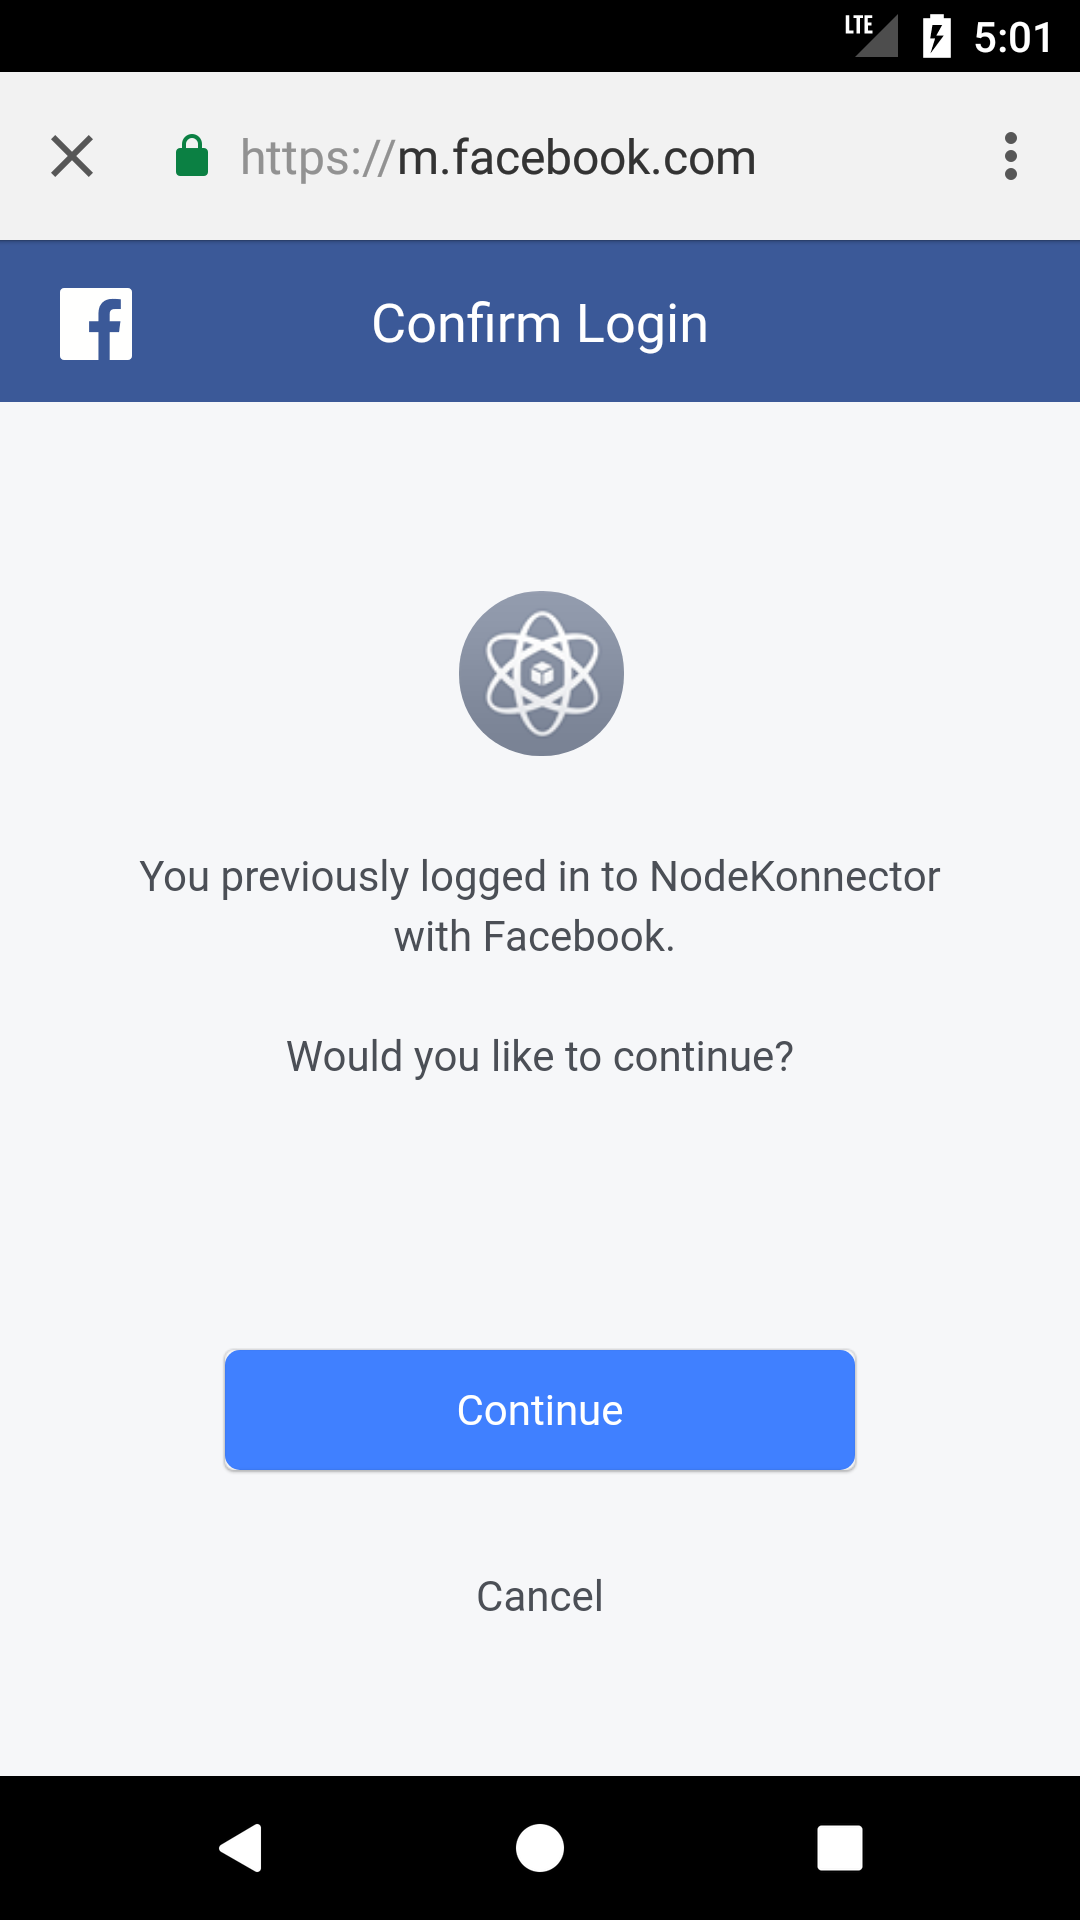 LTE 5:01
https://m.facebook.com
Confirm Login
You previously logged in to NodeKonnector
with Facebook.
Would you like to continue?
Continue
Cancel